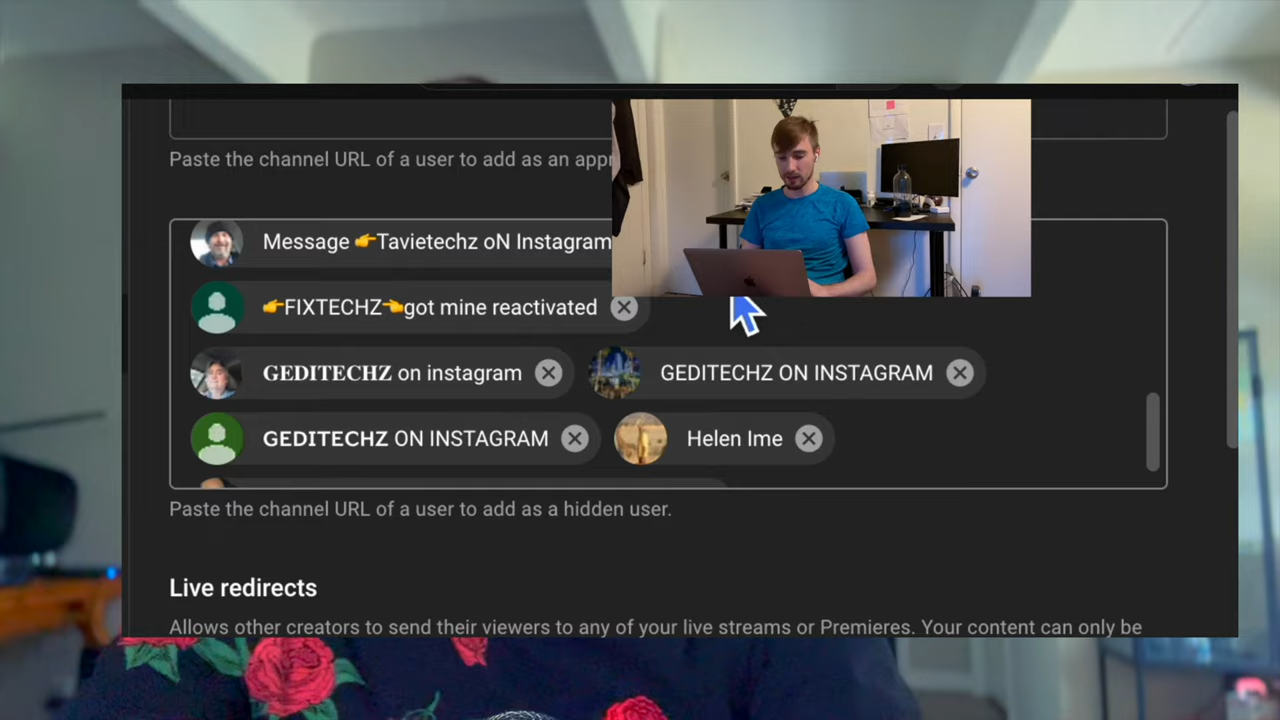 Paste the channel URL of a user to add as an appr
Message 👉Tavietechz oN Instagram
👉FIXTECHZ👈got mine reactivated
GEDITECHZ on instagram GEDITECHZ ON INSTAGRAM
GEDITECHZ ON INSTAGRAM Helen Ime
Paste the channel URL of a user to add as a hidden user.
Live redirects
Allows other creators to send their viewers to any of your live streams or Premieres. Your content can only be